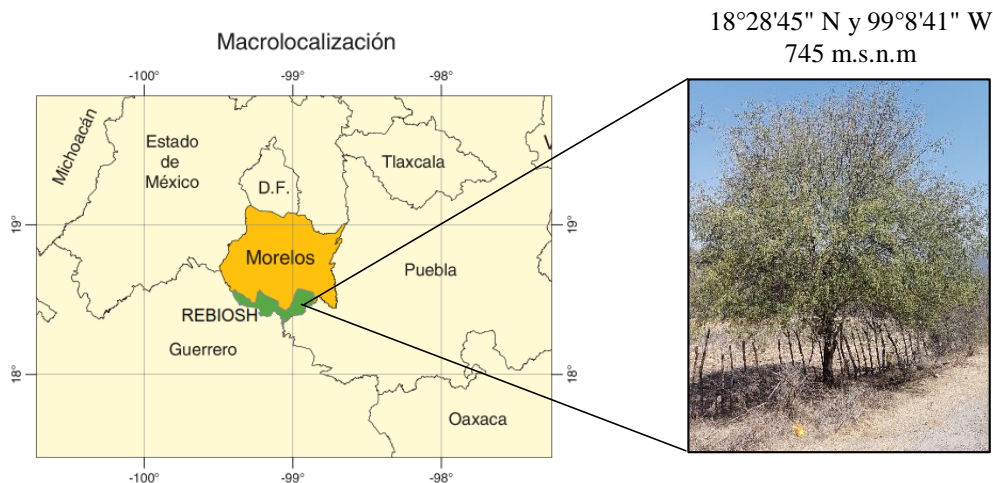 18°28'45" N y 99°8'41" W
745 m.s.n.m
Macrolocalización
-100°
-99°
-98°
Michoacán
Estado
de
México
D.F.
Tlaxcala
V
19°
19°
Morelos
Puebla
REBIOSH
Guerrero
18°
18°
Oaxaca
-100°
-99°
-98°